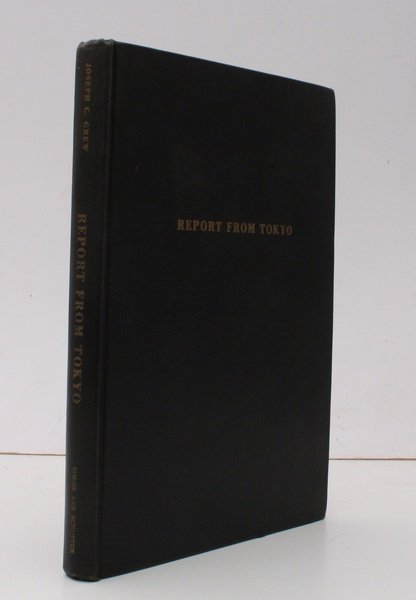 JOSEPH C. GREW
REPORT FROM TOKYO
SIMON AND SCHUSTER
REPORT FROM TOKYO